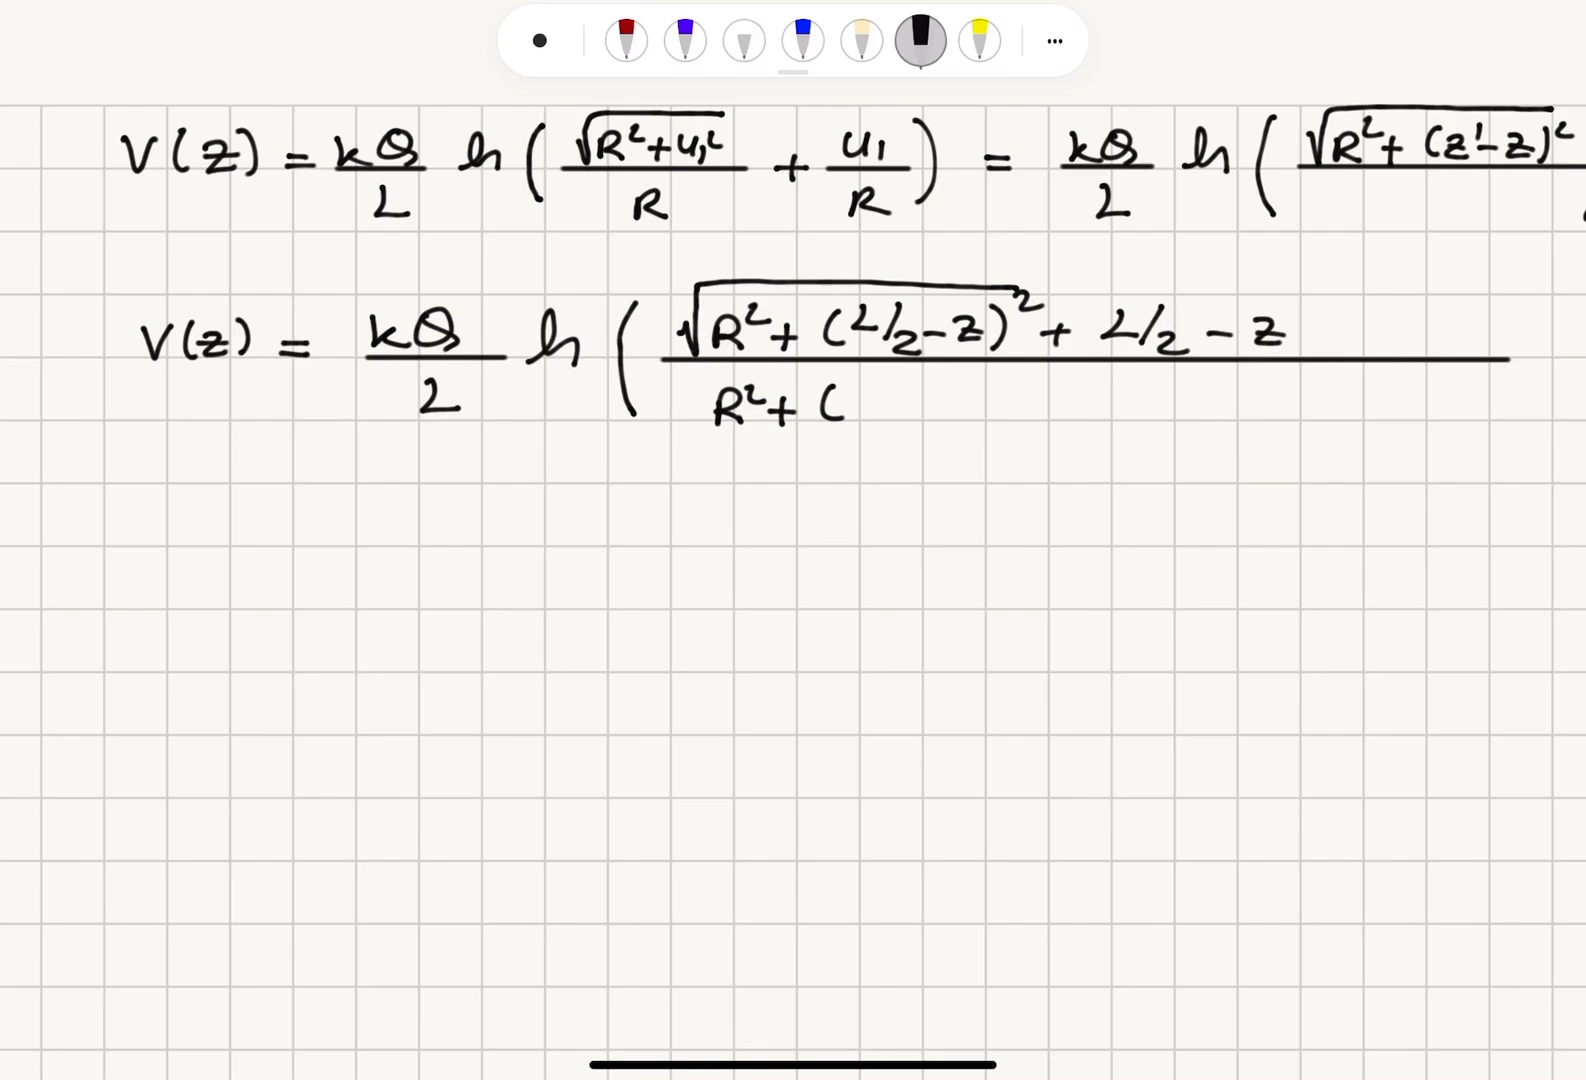 V(z) = kQ/L ln( √(R²+u₁²)/R + u₁/R ) = kQ/L ln( √(R²+(z'-z)²
V(z) = kQ/L ln( (√(R²+(L/2-z)²) + L/2 - z)/(R²+(